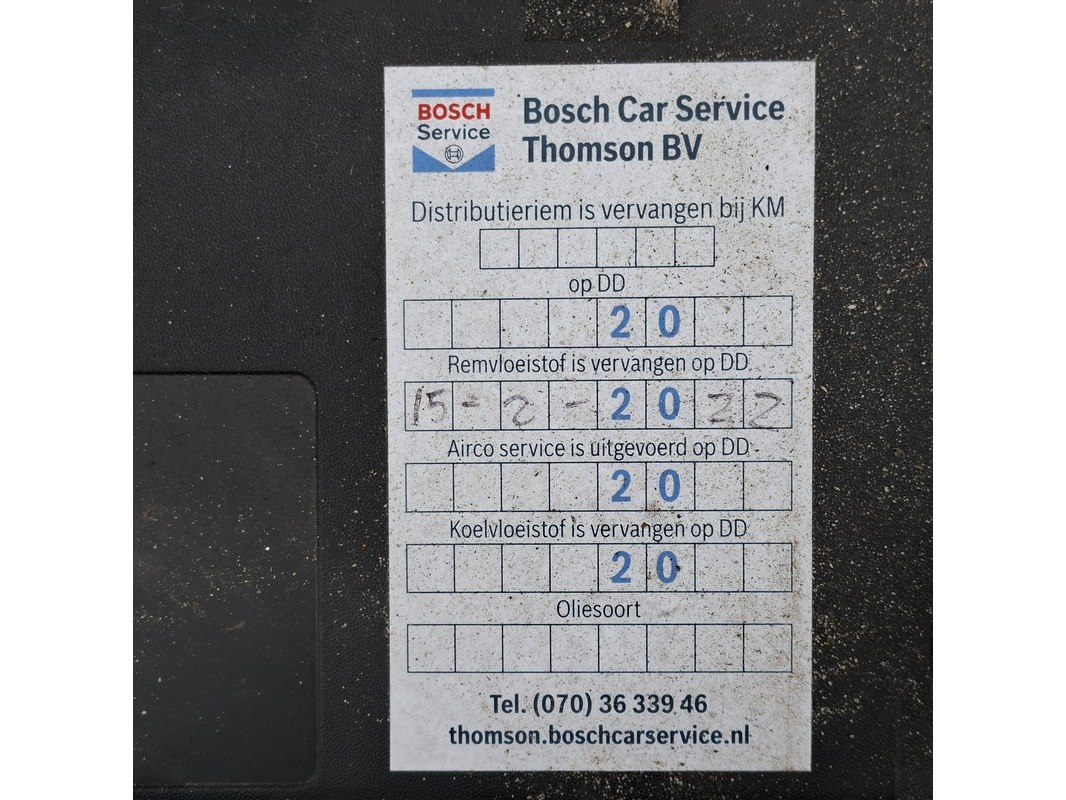 BOSCH
Service
Bosch Car Service
Thomson BV
Distributieriem is vervangen bij KM
op DD
20
Remvloeistof is vervangen op DD
15-2-2022
Airco service is uitgevoerd op DD
20
Koelvloeistof is vervangen op DD
20
Oliesoort
Tel. (070) 36 339 46
thomson.boschcarservice.nl